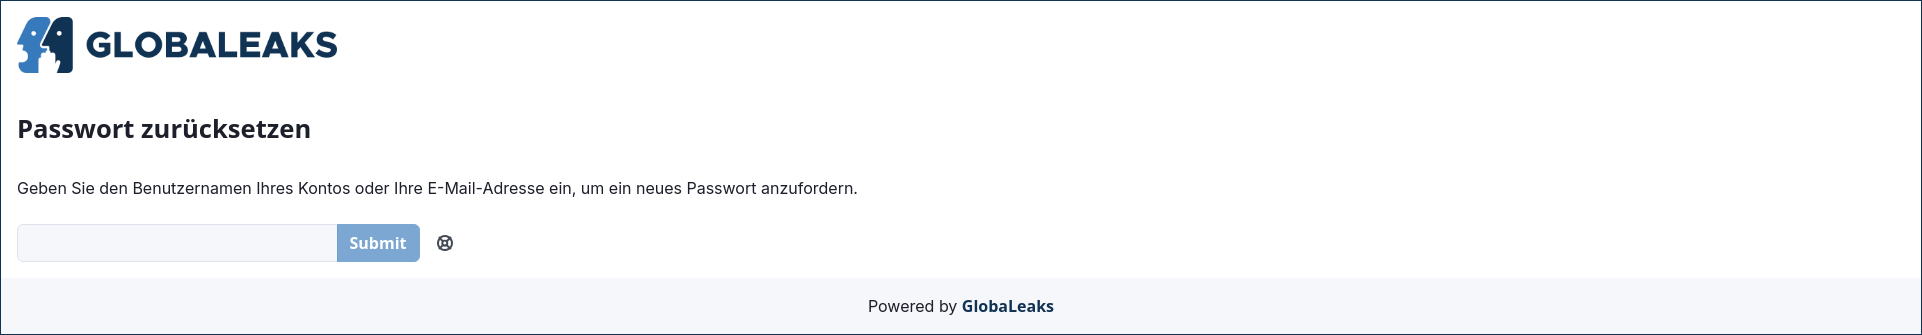 GLOBALEAKS
Passwort zurücksetzen
Geben Sie den Benutzernamen Ihres Kontos oder Ihre E-Mail-Adresse ein, um ein neues Passwort anzufordern.
Submit
Powered by GlobaLeaks